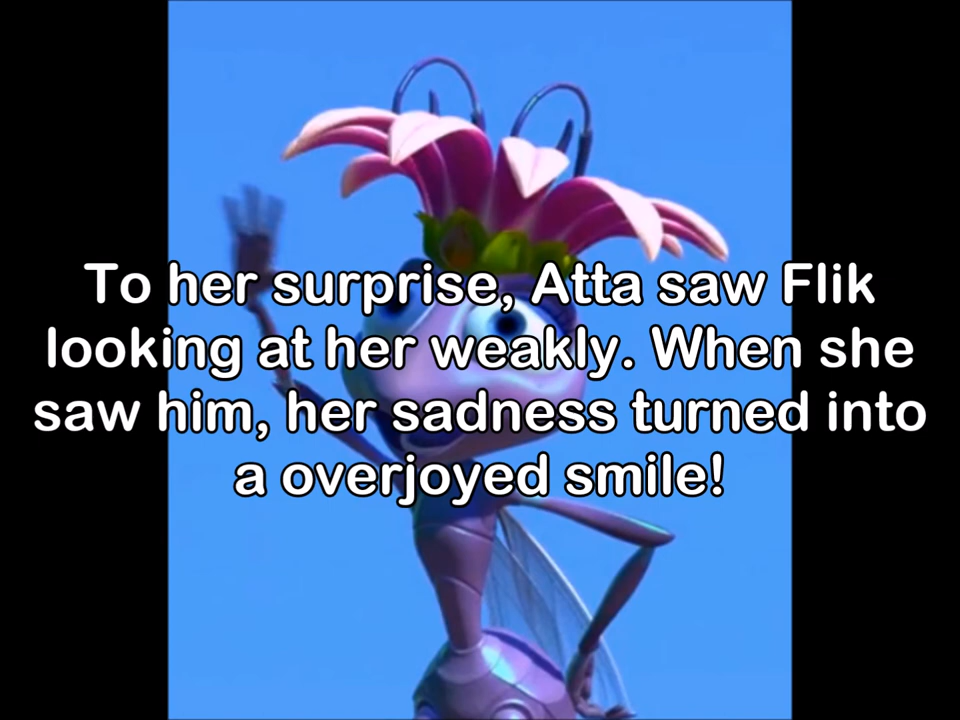 To her surprise, Atta saw Flik
looking at her weakly. When she
saw him, her sadness turned into
a overjoyed smile!